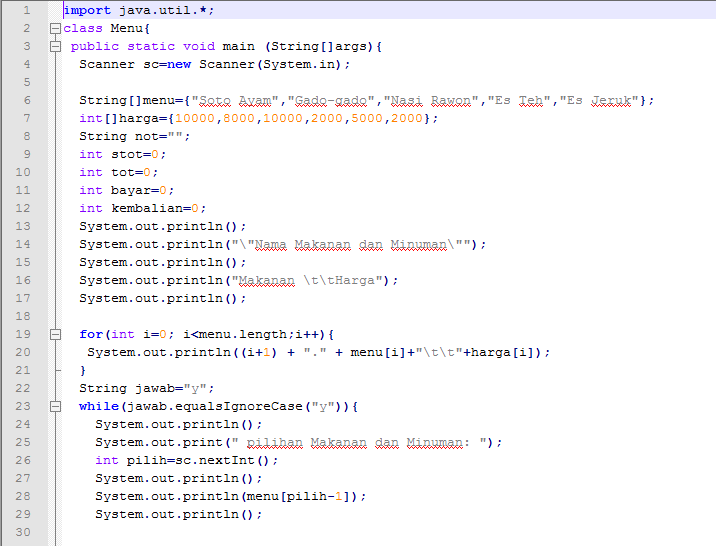 1 import java.util.*;
2 class Menu{
3 public static void main (String[]args){
4 Scanner sc=new Scanner(System.in);
5
6 String[]menu={"Soto Ayam","Gado-gado","Nasi Rawon","Es Teh","Es Jeruk"};
7 int[]harga={10000,8000,10000,2000,5000,2000};
8 String not="";
9 int stot=0;
10 int tot=0;
11 int bayar=0;
12 int kembalian=0;
13 System.out.println();
14 System.out.println("\"Nama Makanan dan Minuman\"");
15 System.out.println();
16 System.out.println("Makanan \t\tHarga");
17 System.out.println();
18
19 for(int i=0; i<menu.length;i++){
20 System.out.println((i+1) + "." + menu[i]+"\t\t"+harga[i]);
21 }
22 String jawab="y";
23 while(jawab.equalsIgnoreCase("y")){
24 System.out.println();
25 System.out.print(" pilihan Makanan dan Minuman: ");
26 int pilih=sc.nextInt();
27 System.out.println();
28 System.out.println(menu[pilih-1]);
29 System.out.println();
30